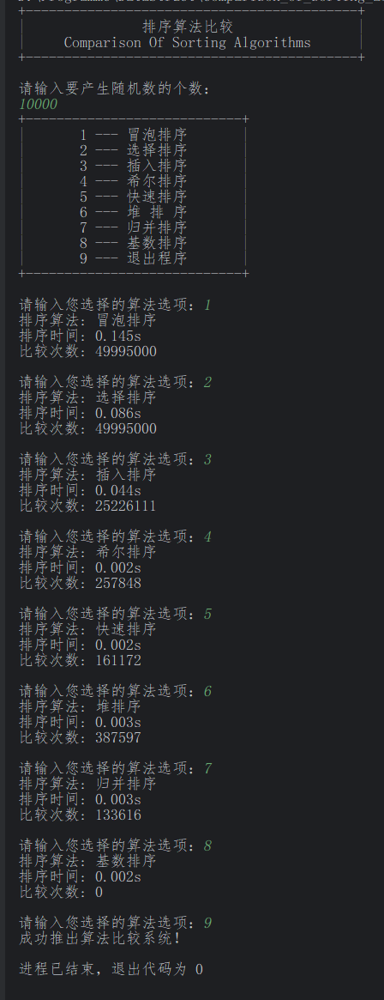 排序算法比较
Comparison Of Sorting Algorithms
请输入要产生随机数的个数：
10000
1 --- 冒泡排序
2 --- 选择排序
3 --- 插入排序
4 --- 希尔排序
5 --- 快速排序
6 --- 堆 排 序
7 --- 归并排序
8 --- 基数排序
9 --- 退出程序
请输入您选择的算法选项：1
排序算法: 冒泡排序
排序时间: 0.145s
比较次数: 49995000
请输入您选择的算法选项：2
排序算法: 选择排序
排序时间: 0.086s
比较次数: 49995000
请输入您选择的算法选项：3
排序算法: 插入排序
排序时间: 0.044s
比较次数: 25226111
请输入您选择的算法选项：4
排序算法: 希尔排序
排序时间: 0.002s
比较次数: 257848
请输入您选择的算法选项：5
排序算法: 快速排序
排序时间: 0.002s
比较次数: 161172
请输入您选择的算法选项：6
排序算法: 堆排序
排序时间: 0.003s
比较次数: 387597
请输入您选择的算法选项：7
排序算法: 归并排序
排序时间: 0.003s
比较次数: 133616
请输入您选择的算法选项：8
排序算法: 基数排序
排序时间: 0.002s
比较次数: 0
请输入您选择的算法选项：9
成功推出算法比较系统！
进程已结束，退出代码为 0